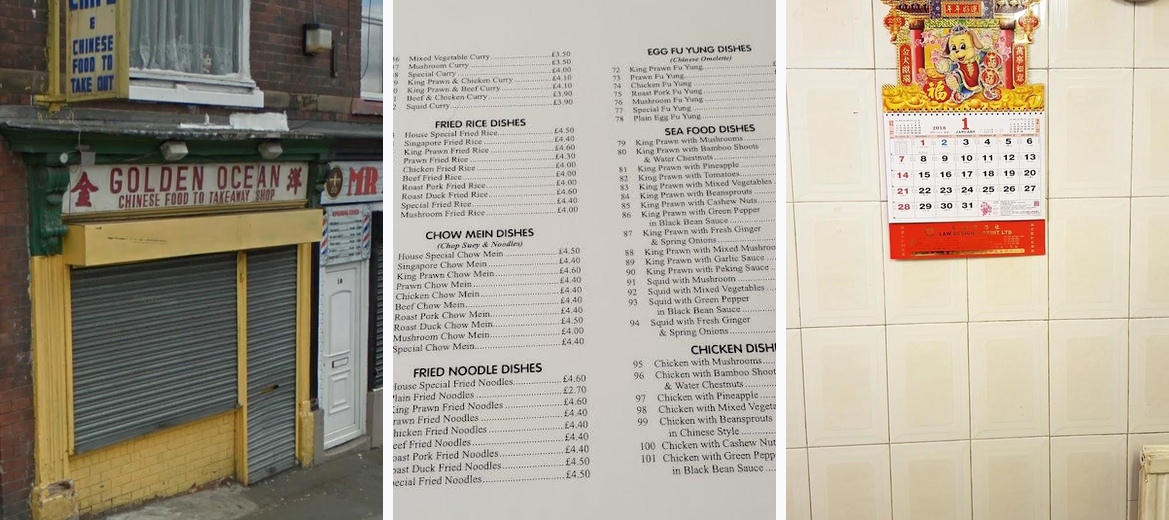 &
CHINESE
FOOD TO
TAKE OUT
金 GOLDEN OCEAN 洋
CHINESE FOOD TO TAKEAWAY SHOP
MR
Mixed Vegetable Curry £3.50
Mushroom Curry £3.50
Special Curry £4.00
King Prawn & Chicken Curry £4.10
King Prawn & Beef Curry £4.10
Beef & Chicken Curry £3.90
Squid Curry £3.90
FRIED RICE DISHES
House Special Fried Rice £4.50
Singapore Fried Rice £4.40
King Prawn Fried Rice £4.60
Prawn Fried Rice £4.30
Chicken Fried Rice £4.00
Beef Fried Rice £4.00
Roast Pork Fried Rice £4.00
Roast Duck Fried Rice £4.60
Special Fried Rice £4.40
Mushroom Fried Rice £4.00
CHOW MEIN DISHES
(Chop Suey & Noodles)
House Special Chow Mein £4.50
Singapore Chow Mein £4.40
King Prawn Chow Mein £4.60
Prawn Chow Mein £4.40
Chicken Chow Mein £4.40
Beef Chow Mein £4.40
Roast Pork Chow Mein £4.40
Roast Duck Chow Mein £4.50
Mushroom Chow Mein £4.00
Special Chow Mein £4.40
FRIED NOODLE DISHES
House Special Fried Noodles £4.60
Plain Fried Noodles £2.70
King Prawn Fried Noodles £4.60
Prawn Fried Noodles £4.40
Chicken Fried Noodles £4.40
Beef Fried Noodles £4.40
Roast Pork Fried Noodles £4.40
Roast Duck Fried Noodles £4.50
Special Fried Noodles £4.50
EGG FU YUNG DISHES
(Chinese Omelette)
72 King Prawn Fu Yung
73 Prawn Fu Yung
74 Chicken Fu Yung
75 Roast Pork Fu Yung
76 Mushroom Fu Yung
77 Special Fu Yung
78 Plain Egg Fu Yung
SEA FOOD DISHES
79 King Prawn with Mushrooms
80 King Prawn with Bamboo Shoots
& Water Chestnuts
81 King Prawn with Pineapple
82 King Prawn with Tomatoes
83 King Prawn with Mixed Vegetables
84 King Prawn with Beansprouts
85 King Prawn with Cashew Nuts
86 King Prawn with Green Pepper
in Black Bean Sauce
87 King Prawn with Fresh Ginger
& Spring Onions
88 King Prawn with Mixed Mushroo
89 King Prawn with Garlic Sauce
90 King Prawn with Peking Sauce
91 Squid with Mushroom
92 Squid with Mixed Vegetables
93 Squid with Green Pepper
in Black Bean Sauce
94 Squid with Fresh Ginger
& Spring Onions
CHICKEN DISH
95 Chicken with Mushrooms
96 Chicken with Bamboo Shoot
& Water Chestnuts
97 Chicken with Pineapple
98 Chicken with Mixed Vegeta
99 Chicken with Beansprouts
in Chinese Style
100 Chicken with Cashew Nut
101 Chicken with Green Pepp
in Black Bean Sauce
福
萬事如意
2018 1 JANUARY
1 2 3 4 5 6
7 8 9 10 11 12 13
14 15 16 17 18 19 20
21 22 23 24 25 26 27
28 29 30 31